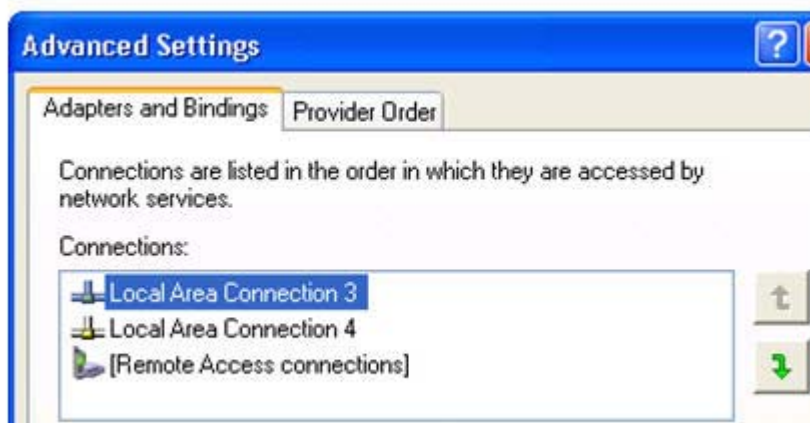 Advanced Settings
?
Adapters and Bindings
Provider Order
Connections are listed in the order in which they are accessed by
network services.
Connections:
Local Area Connection 3
Local Area Connection 4
[Remote Access connections]